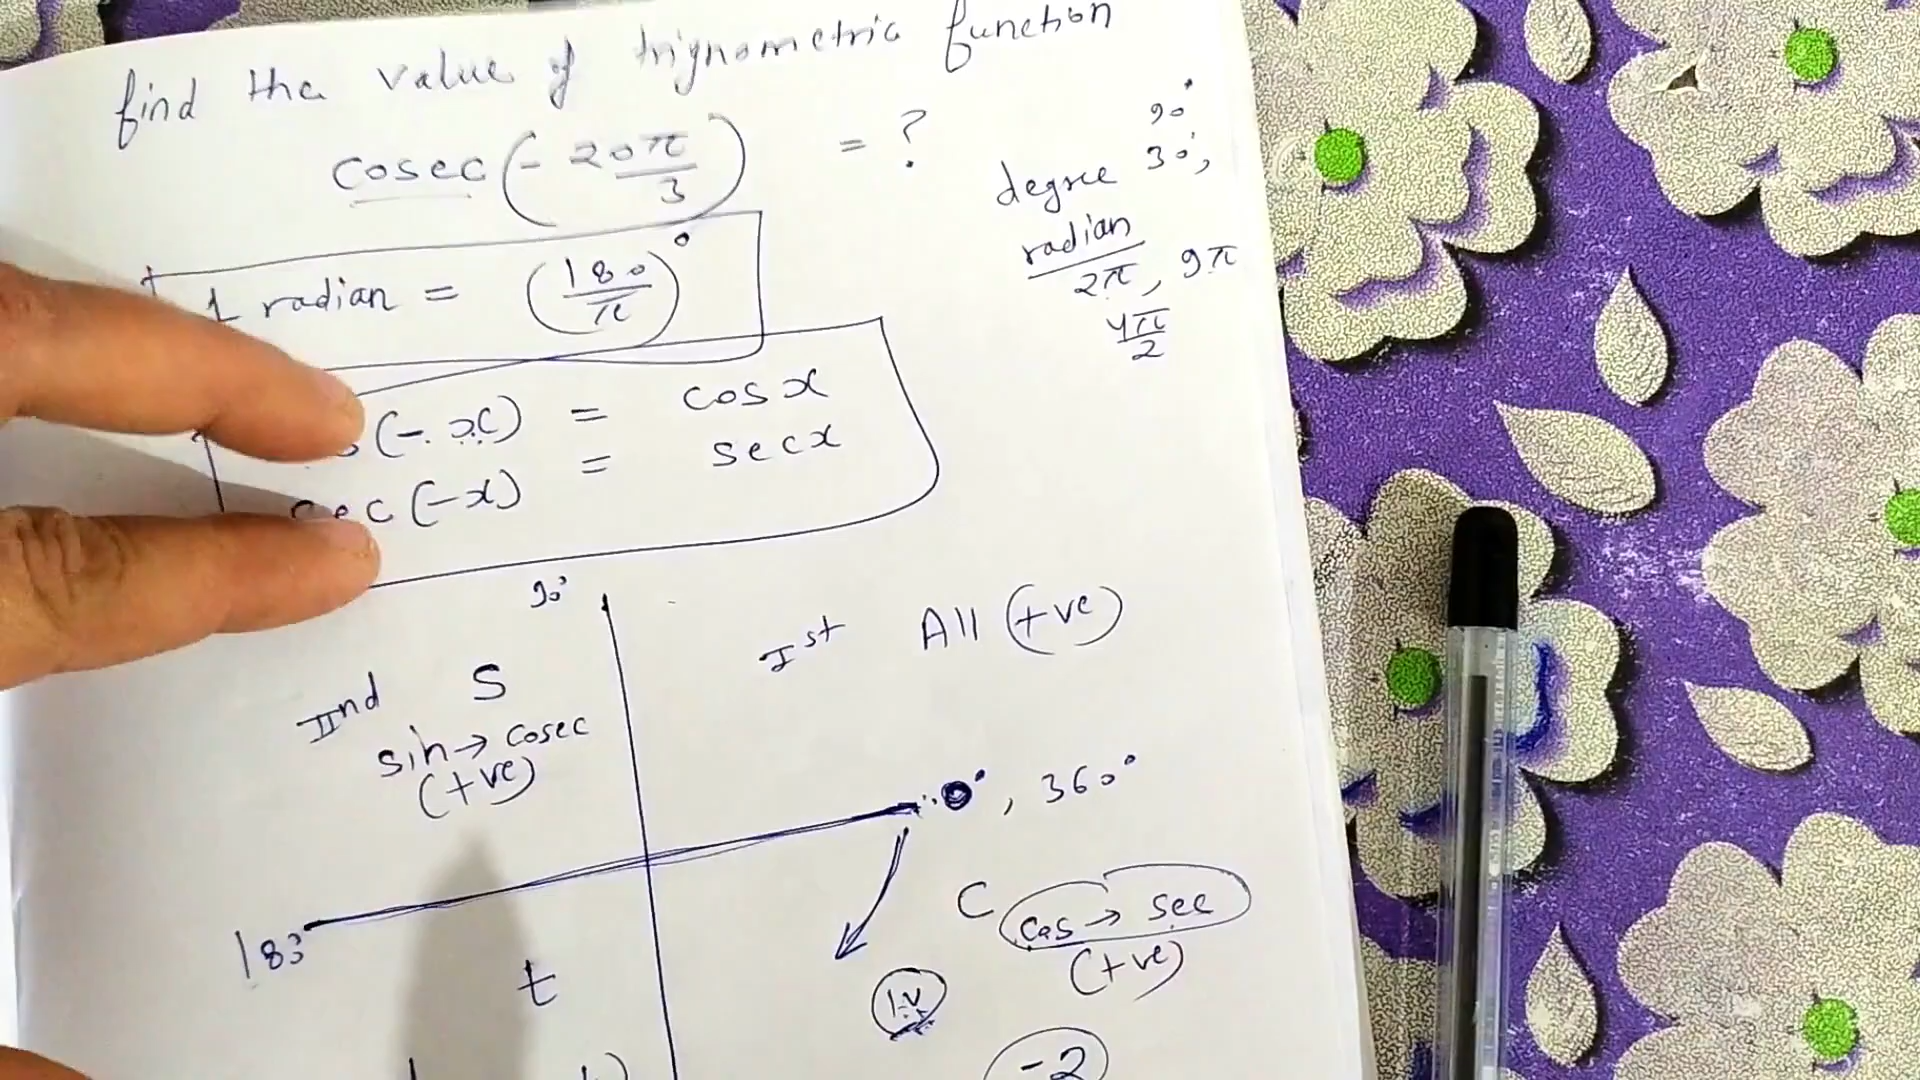 find the value of trignometric function
cosec (- 20π/3) = ?
90°
degree 30°,
radian
2π, 9π
4π/2
1 radian = (180/π)°
(-x) = cos x
sec (-x) = sec x
90°
Ist All (+ve)
IInd S
sin → cosec
(+ve)
0°, 360°
180
C cos → sec
(+ve)
t
IV
-2